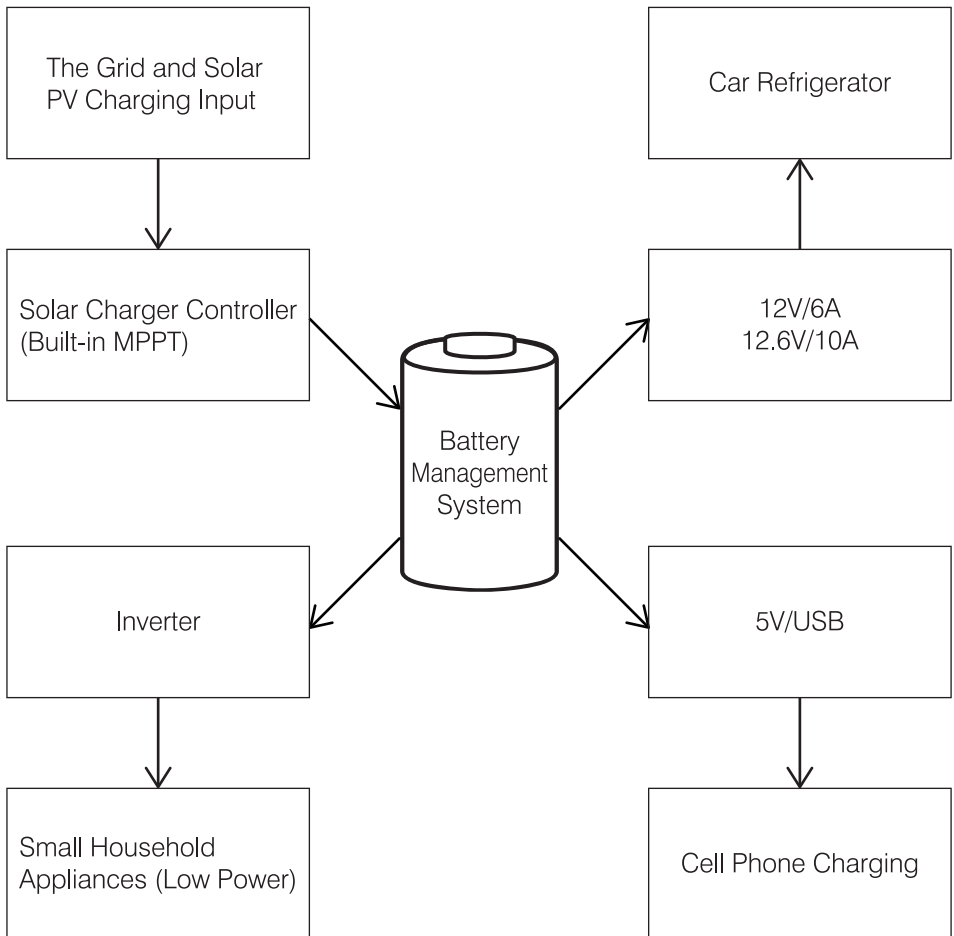 The Grid and Solar
PV Charging Input
Car Refrigerator
Solar Charger Controller
(Built-in MPPT)
12V/6A
12.6V/10A
Battery
Management
System
Inverter
5V/USB
Small Household
Appliances (Low Power)
Cell Phone Charging